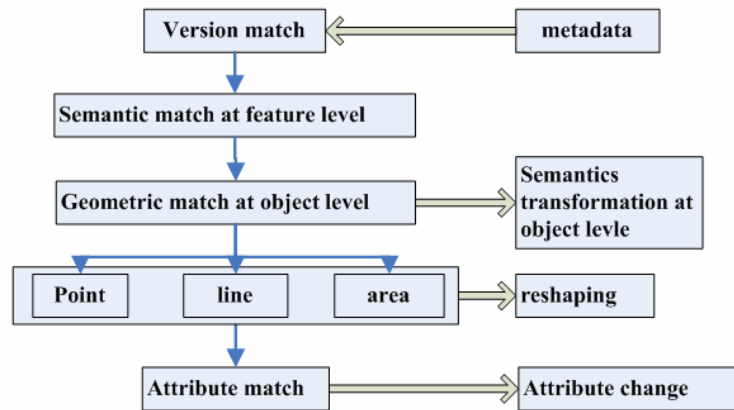 Version match
metadata
Semantic match at feature level
Geometric match at object level
Semantics
transformation at
object levle
Point
line
area
reshaping
Attribute match
Attribute change